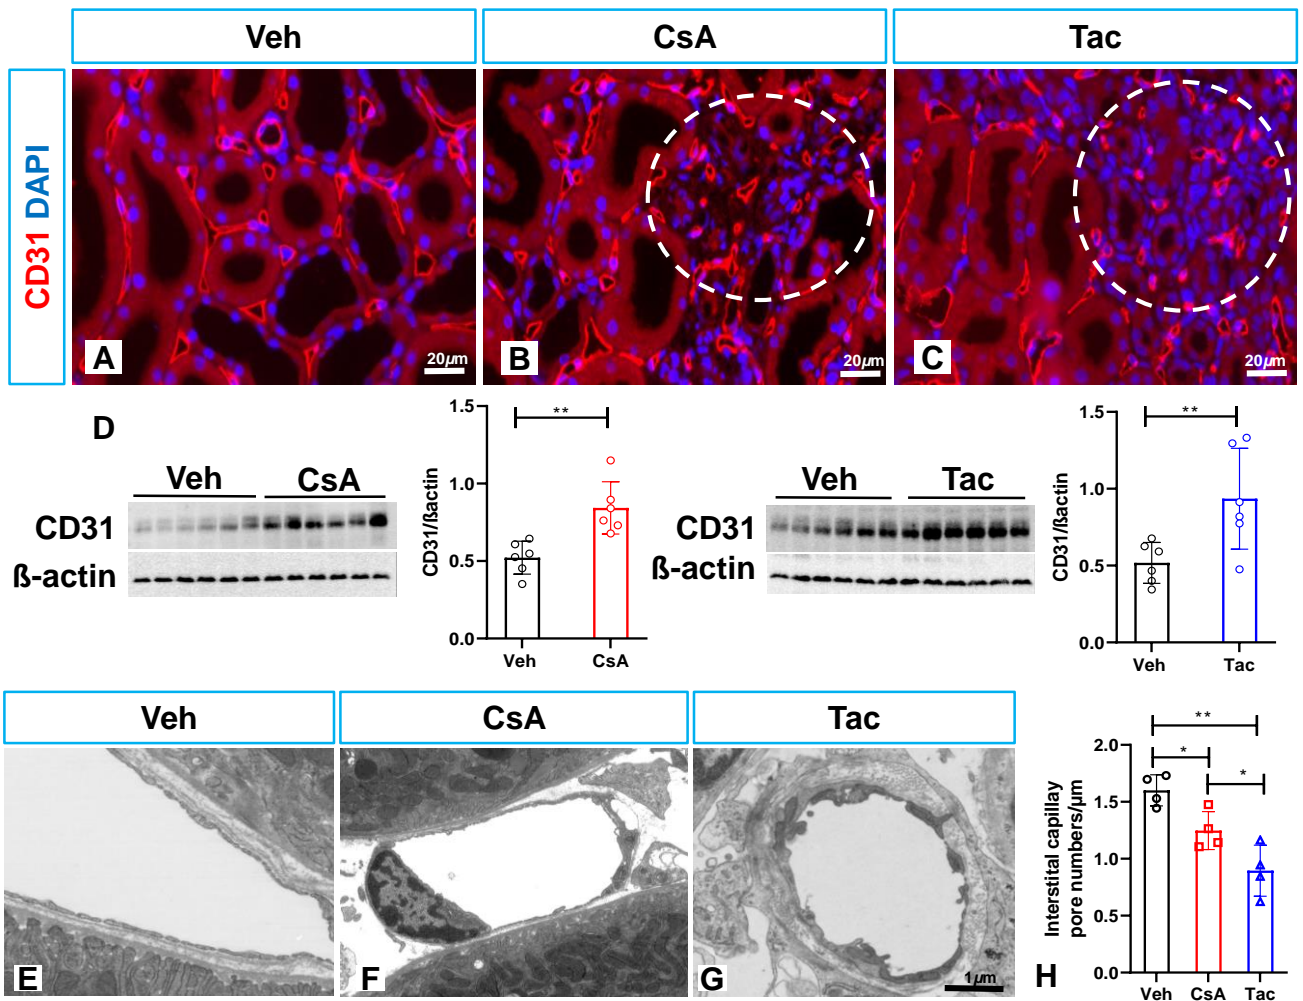 Veh
CsA
Tac
CD31 DAPI
A
20µm
B
20µm
C
20µm
D
Veh
CsA
CD31
ß-actin
CD31/ßactin
1.5
1.0
0.5
0.0
**
Veh
CsA
Veh
Tac
CD31
ß-actin
CD31/ßactin
1.5
1.0
0.5
0.0
**
Veh
Tac
Veh
CsA
Tac
E
F
G
1µm
H
Interstital capillay
pore numbers/µm
2.0
1.5
1.0
0.5
0.0
**
*
*
Veh
CsA
Tac